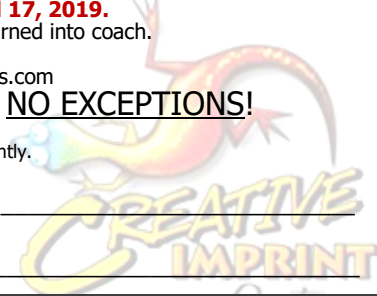 17, 2019.
rned into coach.
s.com
NO EXCEPTIONS!
ntly.
CREATIVE
IMPRINT